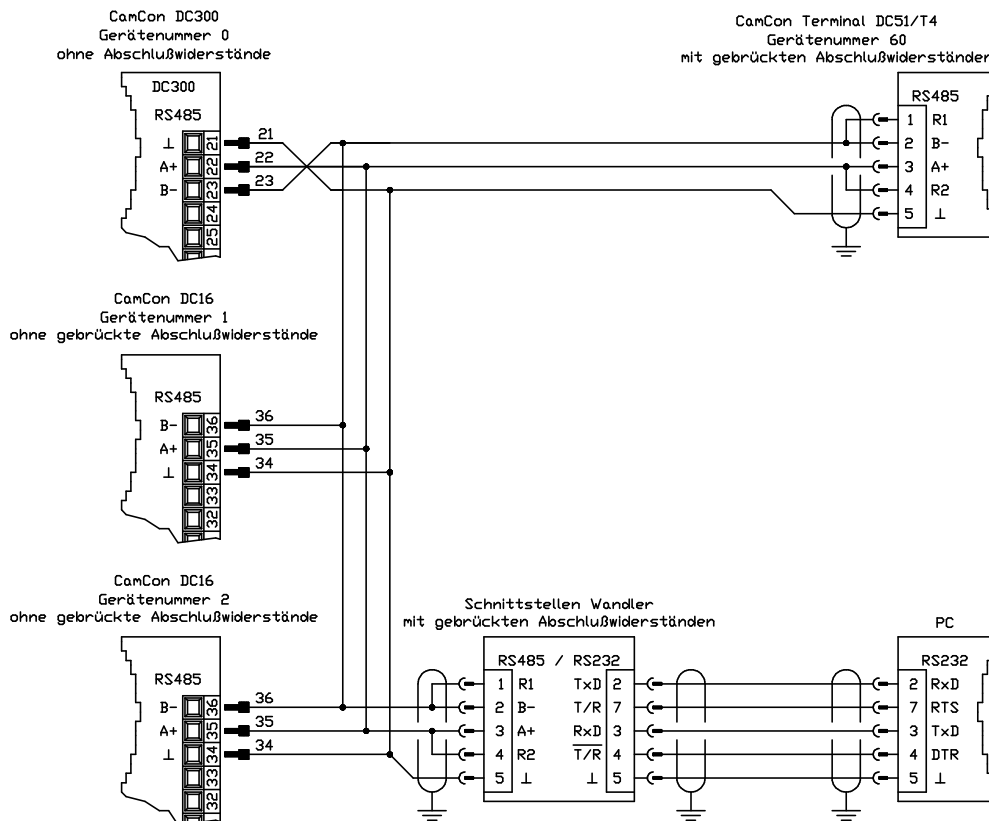 CamCon DC300
Gerätenummer 0
ohne Abschlußwiderstände
DC300
RS485
⊥ 21 21
A+ 22 22
B- 23 23
24
25
CamCon Terminal DC51/T4
Gerätenummer 60
mit gebrückten Abschlußwiderständen
RS485
1 R1
2 B-
3 A+
4 R2
5 ⊥
CamCon DC16
Gerätenummer 1
ohne gebrückte Abschlußwiderstände
RS485
B- 36 36
A+ 35 35
⊥ 34 34
33
32
CamCon DC16
Gerätenummer 2
ohne gebrückte Abschlußwiderstände
RS485
B- 36 36
A+ 35 35
⊥ 34 34
33
32
Schnittstellen Wandler
mit gebrückten Abschlußwiderständen
RS485 / RS232
1 R1 TxD 2
2 B- T/R 7
3 A+ RxD 3
4 R2 T/R 4
5 ⊥ ⊥ 5
PC
RS232
2 RxD
7 RTS
3 TxD
4 DTR
5 ⊥